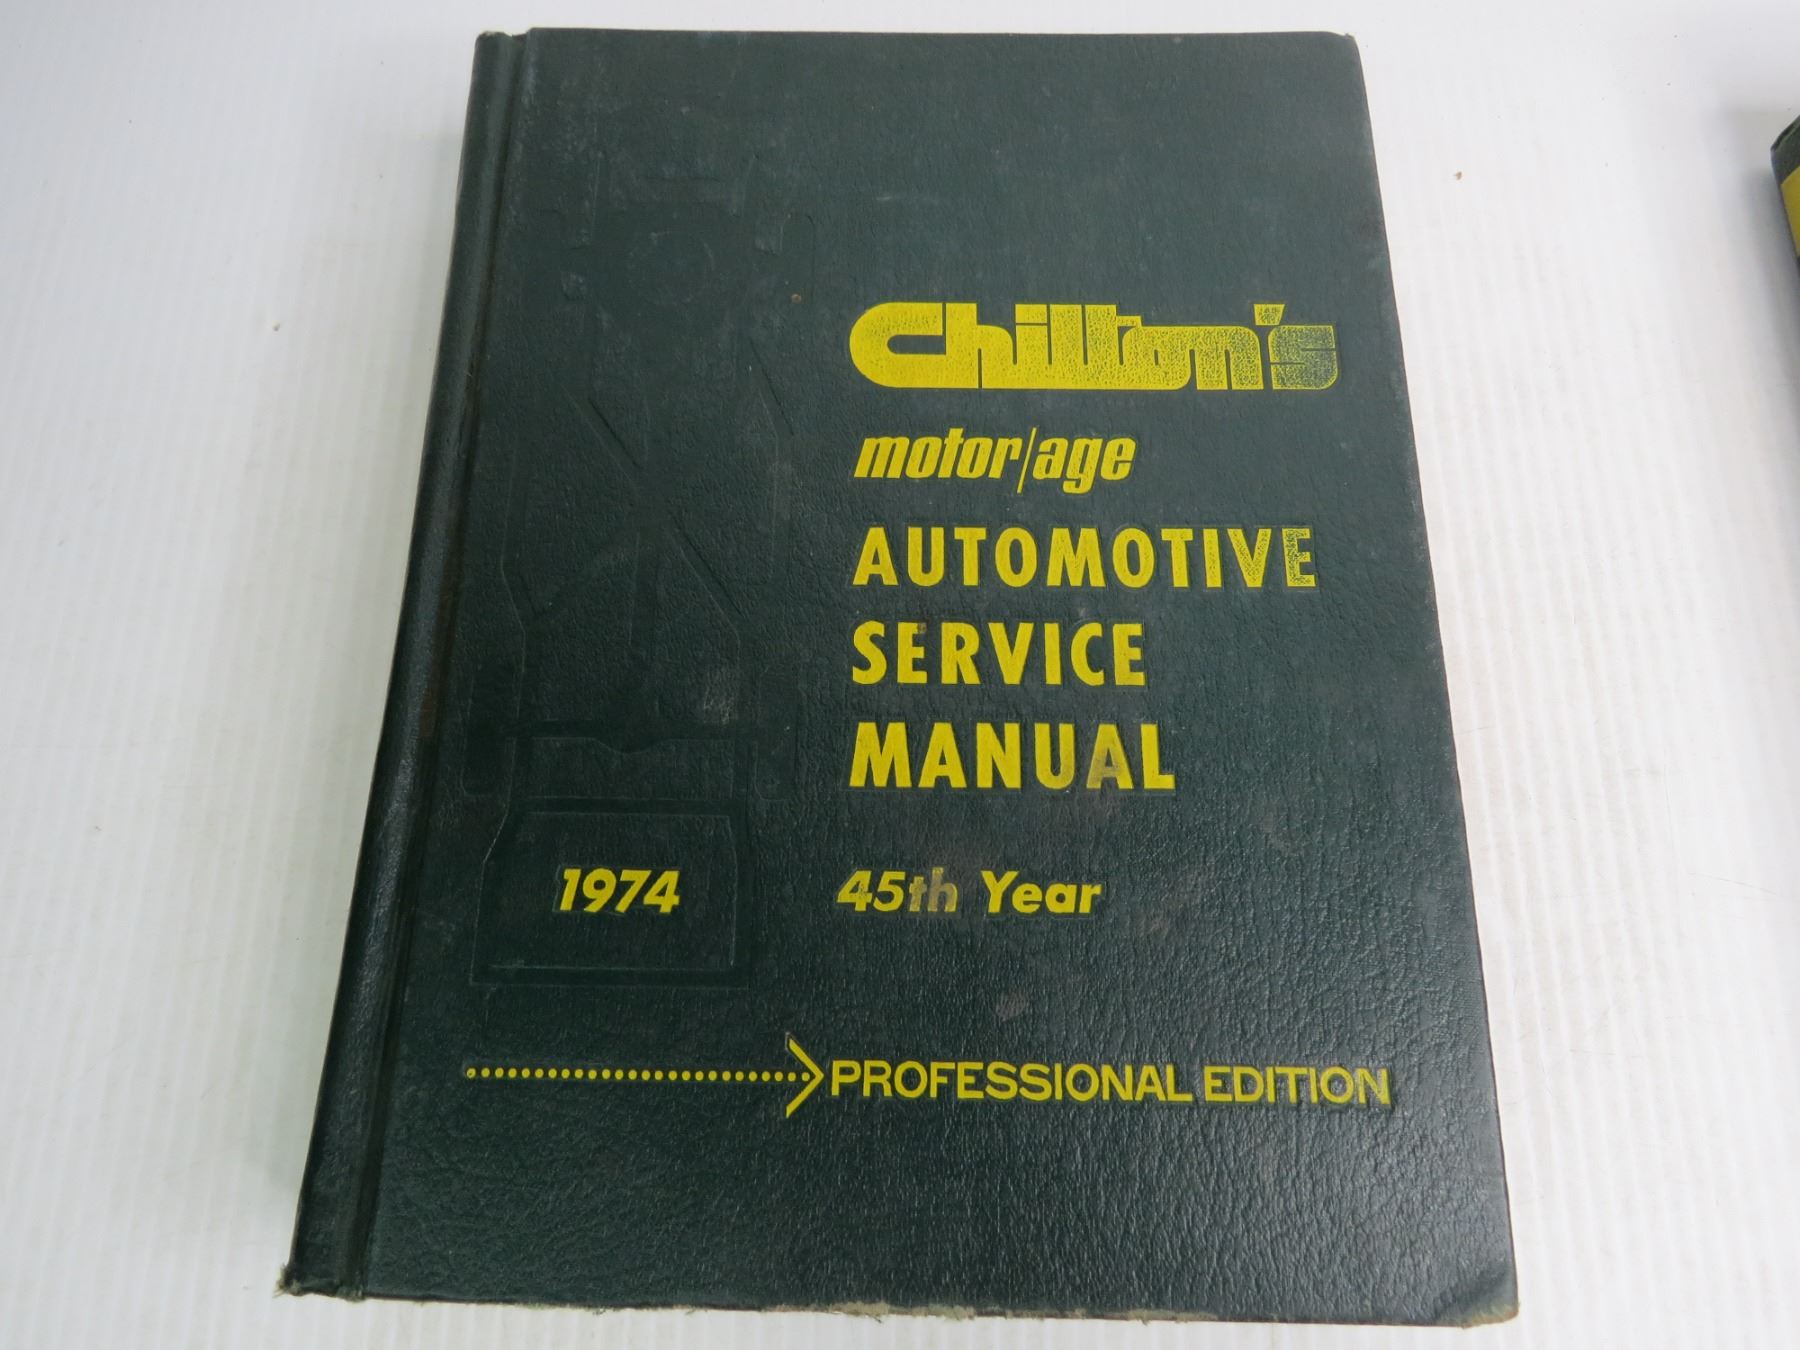 Chilton's
motor/age
AUTOMOTIVE
SERVICE
MANUAL
1974 45th Year
PROFESSIONAL EDITION